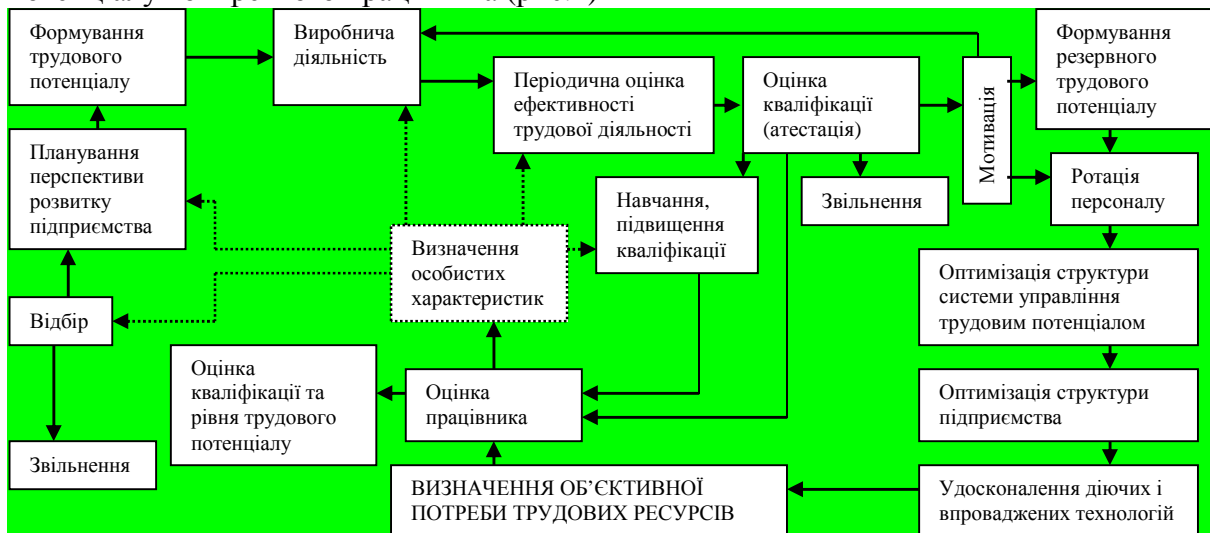 Формування
трудового
потенціалу
Виробнича
діяльність
Формування
резервного
трудового
потенціалу
Періодична оцінка
ефективності
трудової діяльності
Оцінка
кваліфікації
(атестація)
Мотивація
Планування
перспективи
розвитку
підприємства
Ротація
персоналу
Навчання,
підвищення
кваліфікації
Звільнення
Визначення
особистих
характеристик
Оптимізація структури
системи управління
трудовим потенціалом
Відбір
Оцінка
кваліфікації та
рівня трудового
потенціалу
Оцінка
працівника
Оптимізація структури
підприємства
Звільнення
ВИЗНАЧЕННЯ ОБ’ЄКТИВНОЇ
ПОТРЕБИ ТРУДОВИХ РЕСУРСІВ
Удосконалення діючих і
впроваджених технологій